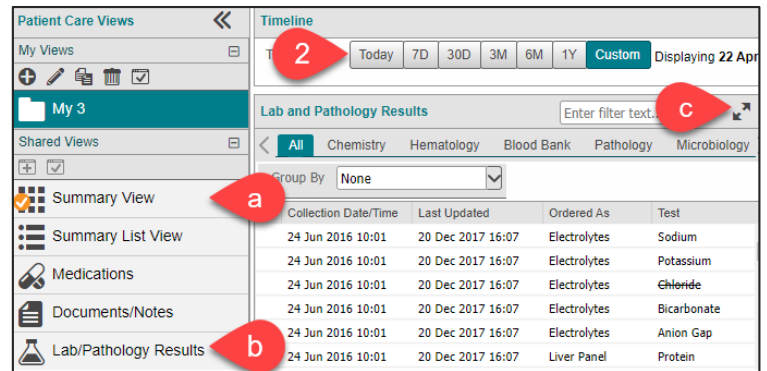 Patient Care Views
My Views
My 3
Shared Views
Summary View
Summary List View
Medications
Documents/Notes
Lab/Pathology Results
a
b
Timeline
T
2
Today 7D 30D 3M 6M 1Y Custom Displaying 22 Apr
Lab and Pathology Results Enter filter text.
c
All Chemistry Hematology Blood Bank Pathology Microbiology
Group By None
Collection Date/Time Last Updated Ordered As Test
24 Jun 2016 10:01 20 Dec 2017 16:07 Electrolytes Sodium
24 Jun 2016 10:01 20 Dec 2017 16:07 Electrolytes Potassium
24 Jun 2016 10:01 20 Dec 2017 16:07 Electrolytes Chloride
24 Jun 2016 10:01 20 Dec 2017 16:07 Electrolytes Bicarbonate
24 Jun 2016 10:01 20 Dec 2017 16:07 Electrolytes Anion Gap
24 Jun 2016 10:01 20 Dec 2017 16:07 Liver Panel Protein